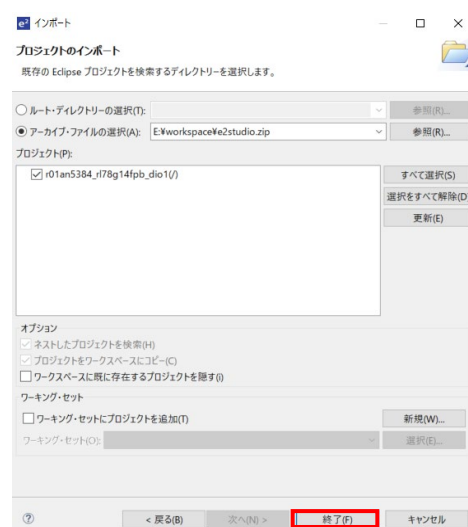 e² インポート
プロジェクトのインポート
既存の Eclipse プロジェクトを検索するディレクトリーを選択します。
ルート・ディレクトリーの選択(T): 参照(R)...
アーカイブ・ファイルの選択(A): E:¥workspace¥e2studio.zip 参照(R)...
プロジェクト(P):
r01an5384_rl78g14fpb_dio1(/) すべて選択(S)
選択をすべて解除(D
更新(E)
オプション
ネストしたプロジェクトを検索(H)
プロジェクトをワークスペースにコピー(C)
ワークスペースに既に存在するプロジェクトを隠す(i)
ワーキング・セット
ワーキング・セットにプロジェクトを追加(T) 新規(W)...
ワーキング・セット(O): 選択(E)...
? < 戻る(B) 次へ(N) > 終了(F) キャンセル